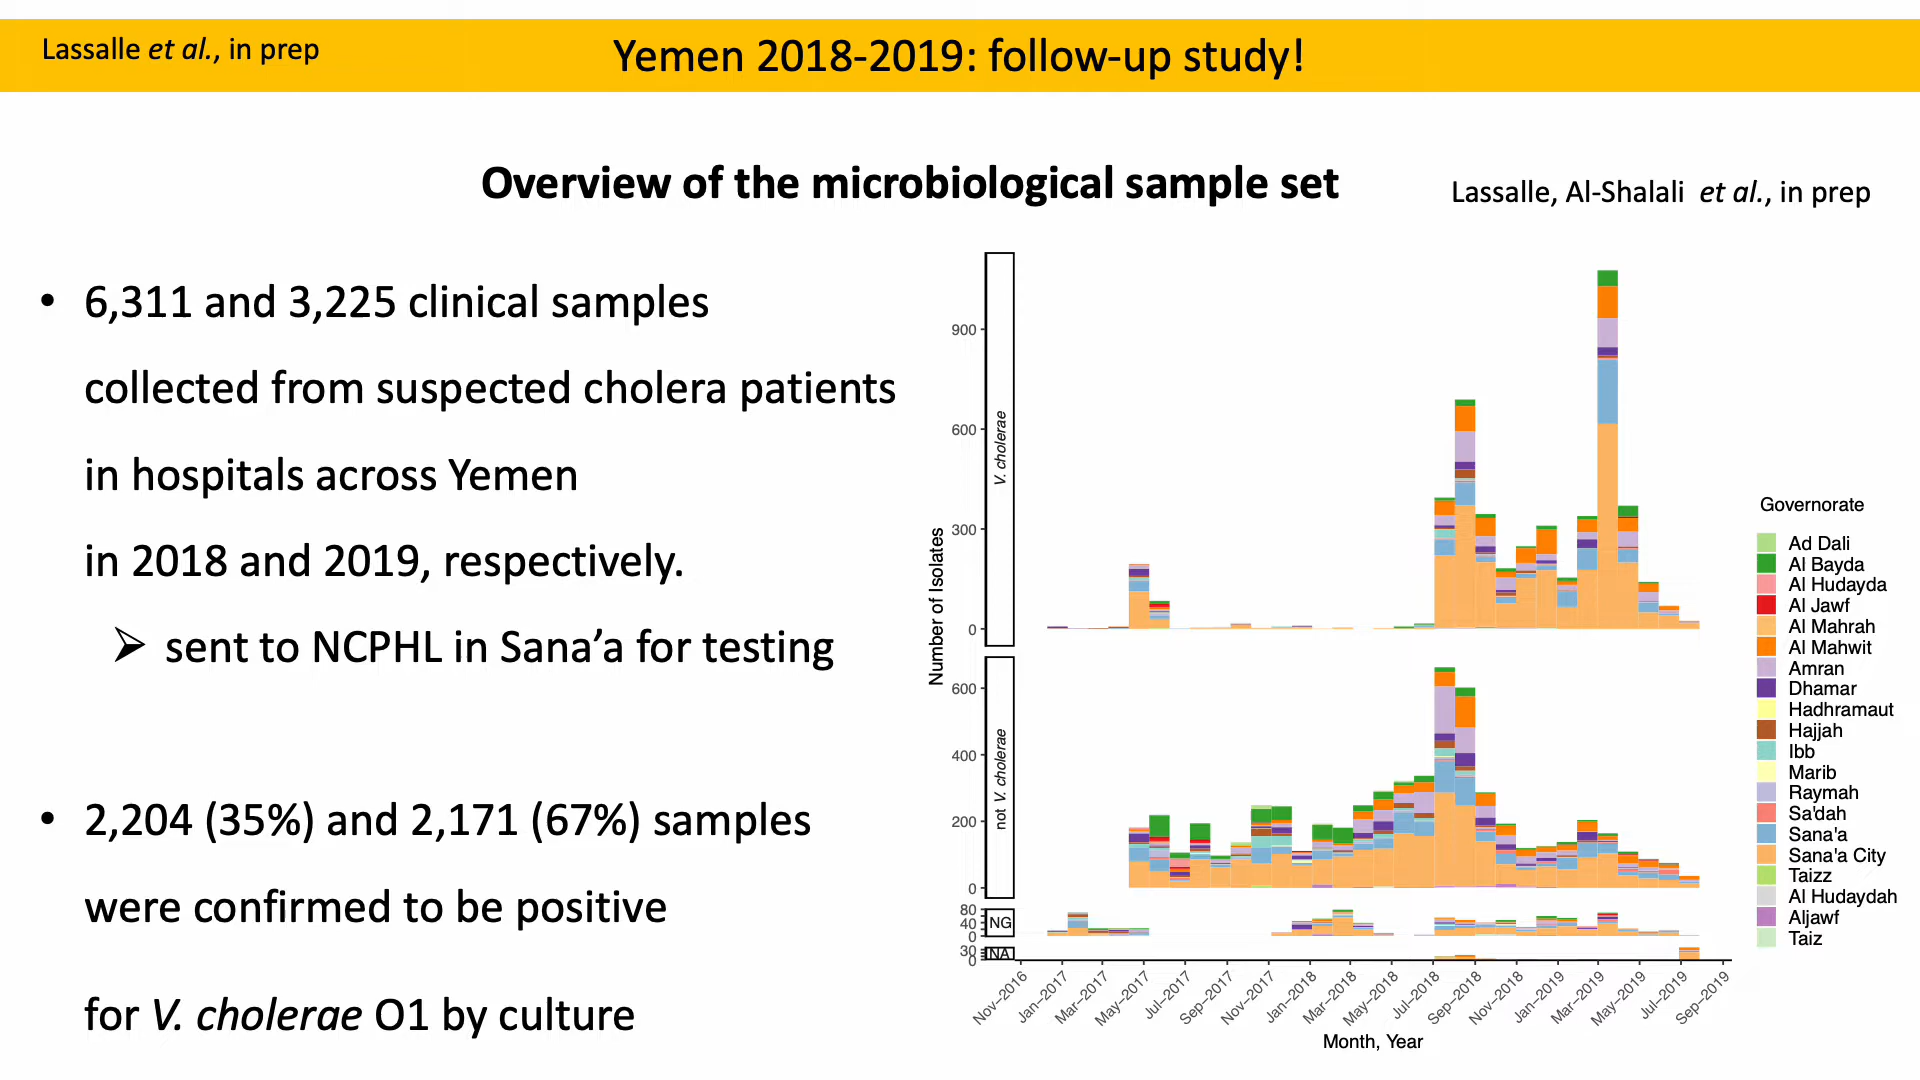 Lassalle et al., in prep
Yemen 2018-2019: follow-up study!
Overview of the microbiological sample set
Lassalle, Al-Shalali et al., in prep
• 6,311 and 3,225 clinical samples
collected from suspected cholera patients
in hospitals across Yemen
in 2018 and 2019, respectively.
➢ sent to NCPHL in Sana’a for testing
• 2,204 (35%) and 2,171 (67%) samples
were confirmed to be positive
for V. cholerae O1 by culture
Number of Isolates
V. cholerae
900
600
300
0
not V. cholerae
600
400
200
0
NG
80
40
0
NA
30
0
Nov–2016
Jan–2017
Mar–2017
May–2017
Jul–2017
Sep–2017
Nov–2017
Jan–2018
Mar–2018
May–2018
Jul–2018
Sep–2018
Nov–2018
Jan–2019
Mar–2019
May–2019
Jul–2019
Sep–2019
Month, Year
Governorate
Ad Dali
Al Bayda
Al Hudayda
Al Jawf
Al Mahrah
Al Mahwit
Amran
Dhamar
Hadhramaut
Hajjah
Ibb
Marib
Raymah
Sa'dah
Sana'a
Sana'a City
Taizz
Al Hudaydah
Aljawf
Taiz